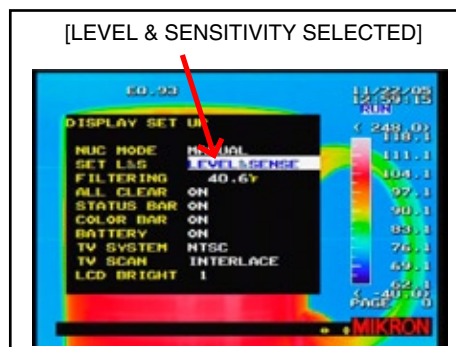 [LEVEL & SENSITIVITY SELECTED]
E0.93
11/22/05
12:59:15
RUN
DISPLAY SET UP
< 248.0>
118.1
NUC MODE MANUAL
SET L&S LEVEL&SENSE
111.1
FILTERING 40.6%
104.1
ALL CLEAR ON
97.1
STATUS BAR ON
COLOR BAR ON
90.1
BATTERY ON
83.1
TV SYSTEM NTSC
76.1
TV SCAN INTERLACE
69.1
LCD BRIGHT 1
62.1
< -40.0>
PAGE 0
MIKRON